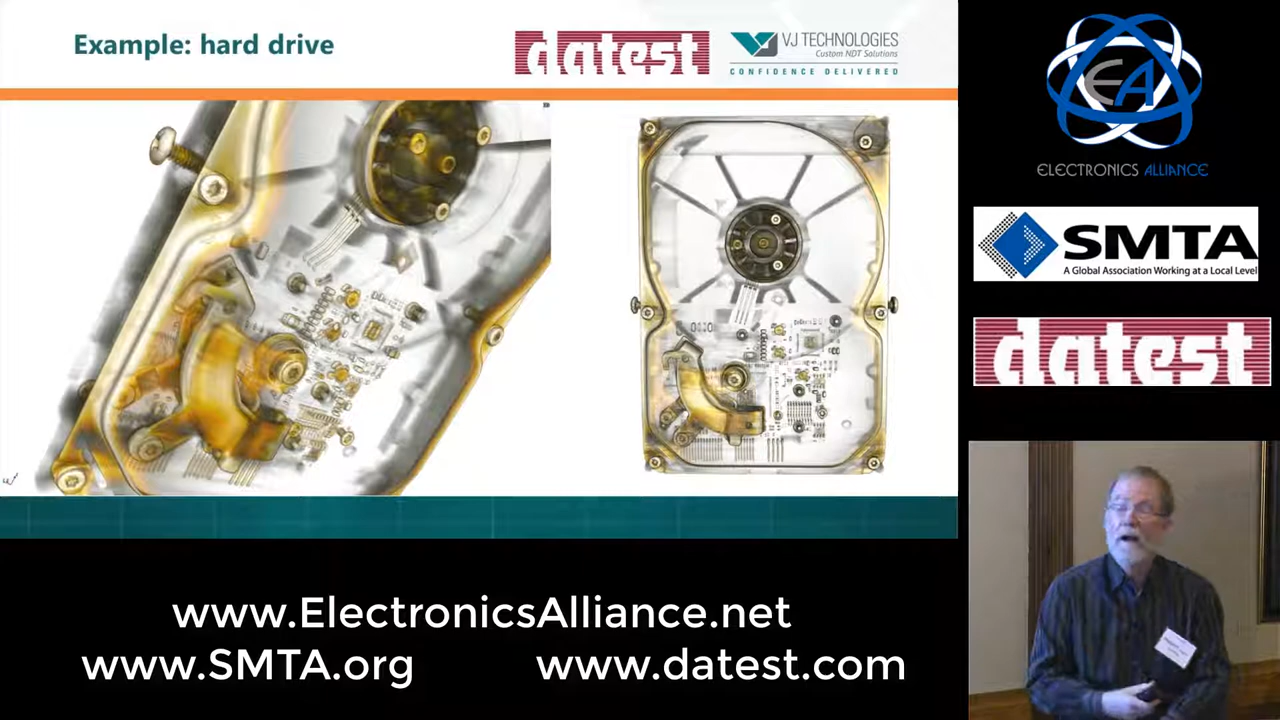 Example: hard drive
datest
VJ TECHNOLOGIES
Custom NDT Solutions
CONFIDENCE DELIVERED
EA
ELECTRONICS ALLIANCE
SMTA
A Global Association Working at a Local Level
datest
www.ElectronicsAlliance.net
www.SMTA.org
www.datest.com